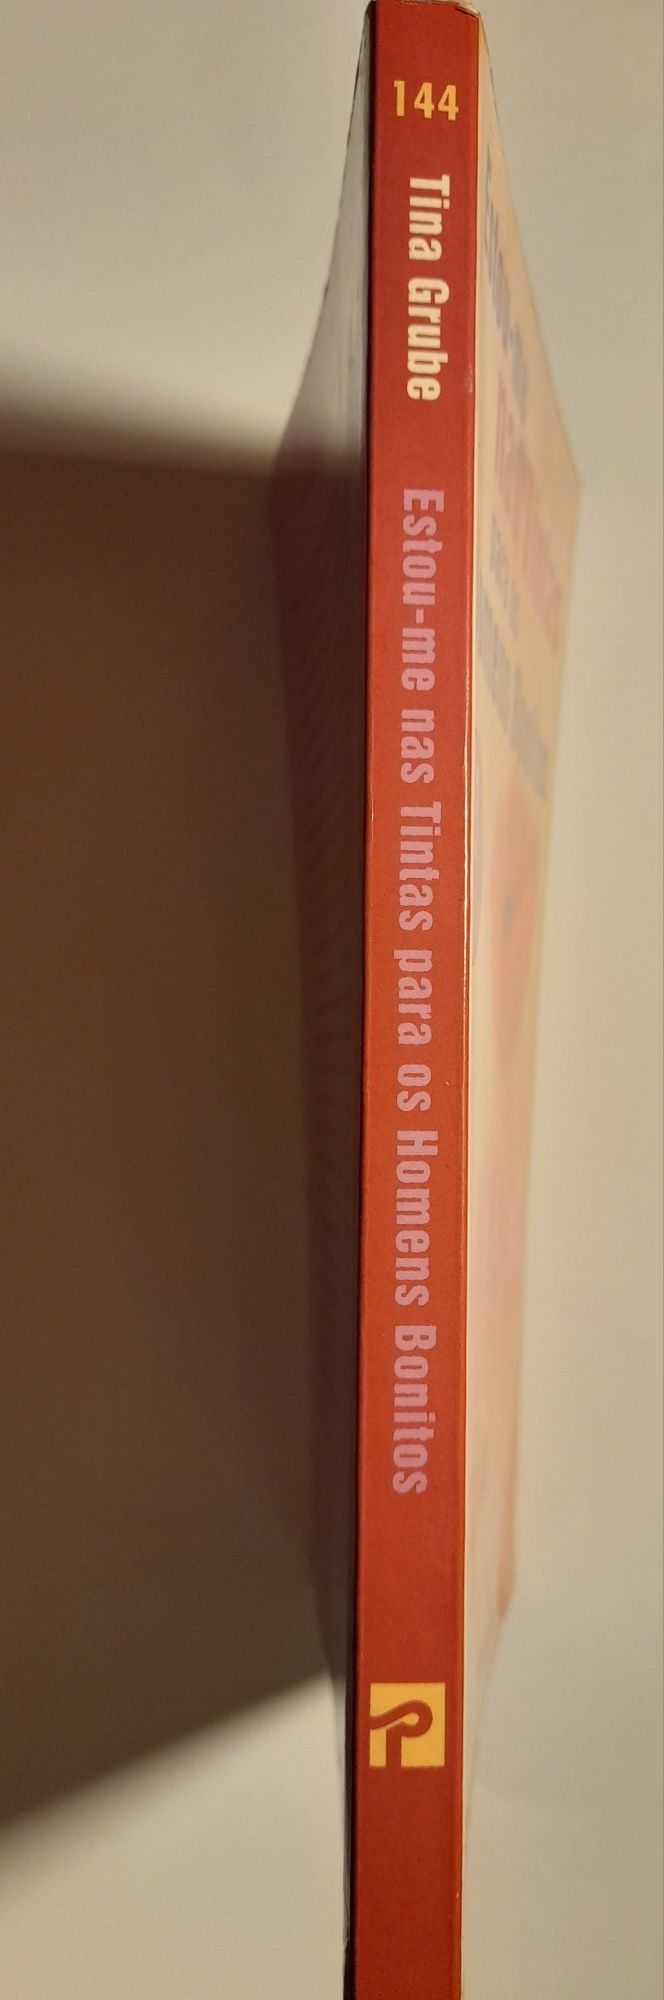 144
Tina Grube
Estou-me nas Tintas para os Homens Bonitos
P